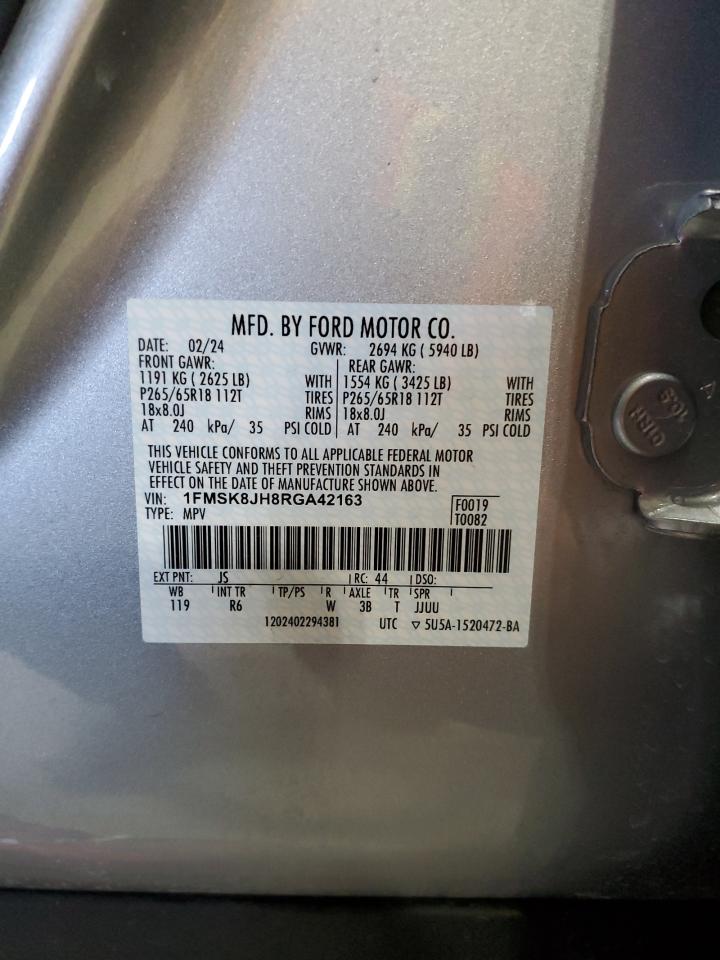 MFD. BY FORD MOTOR CO.
DATE: 02/24 GVWR: 2694 KG ( 5940 LB)
FRONT GAWR: REAR GAWR:
1191 KG ( 2625 LB) WITH 1554 KG ( 3425 LB) WITH
P265/65R18 112T TIRES P265/65R18 112T TIRES
18x8.0J RIMS 18x8.0J RIMS
AT 240 kPa/ 35 PSI COLD AT 240 kPa/ 35 PSI COLD
THIS VEHICLE CONFORMS TO ALL APPLICABLE FEDERAL MOTOR
VEHICLE SAFETY AND THEFT PREVENTION STANDARDS IN
EFFECT ON THE DATE OF MANUFACTURE SHOWN ABOVE.
VIN: 1FMSK8JH8RGA42163 F0019
TYPE: MPV T0082
EXT PNT: JS RC: 44 DSO:
WB INT TR TP/PS R AXLE TR SPR
119 R6 W 3B T JJUU
1202402294381 UTC ▽ 5U5A-1520472-BA
10.9